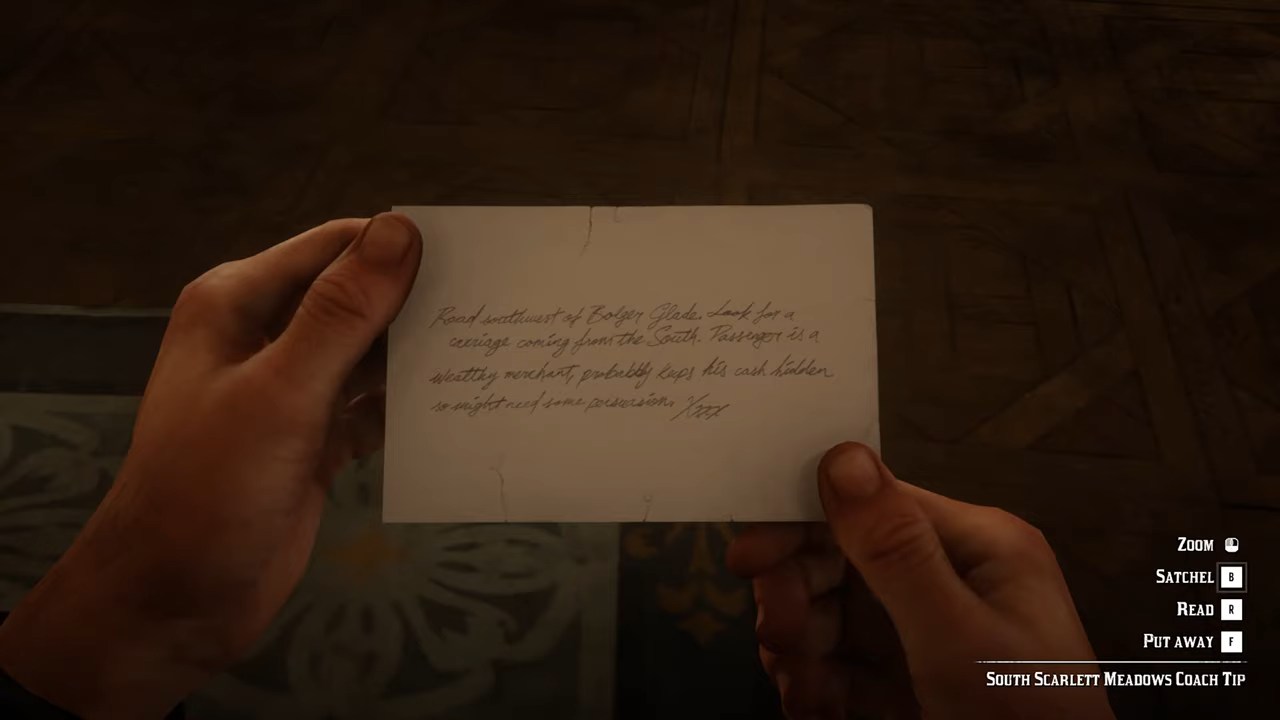 Road southwest of Bolger Glade. Look for a
carriage coming from the South. Passenger is a
wealthy merchant, probably keeps his cash hidden
so might need some persuasion.
Zoom
Satchel B
Read R
Put away F
South Scarlett Meadows Coach Tip